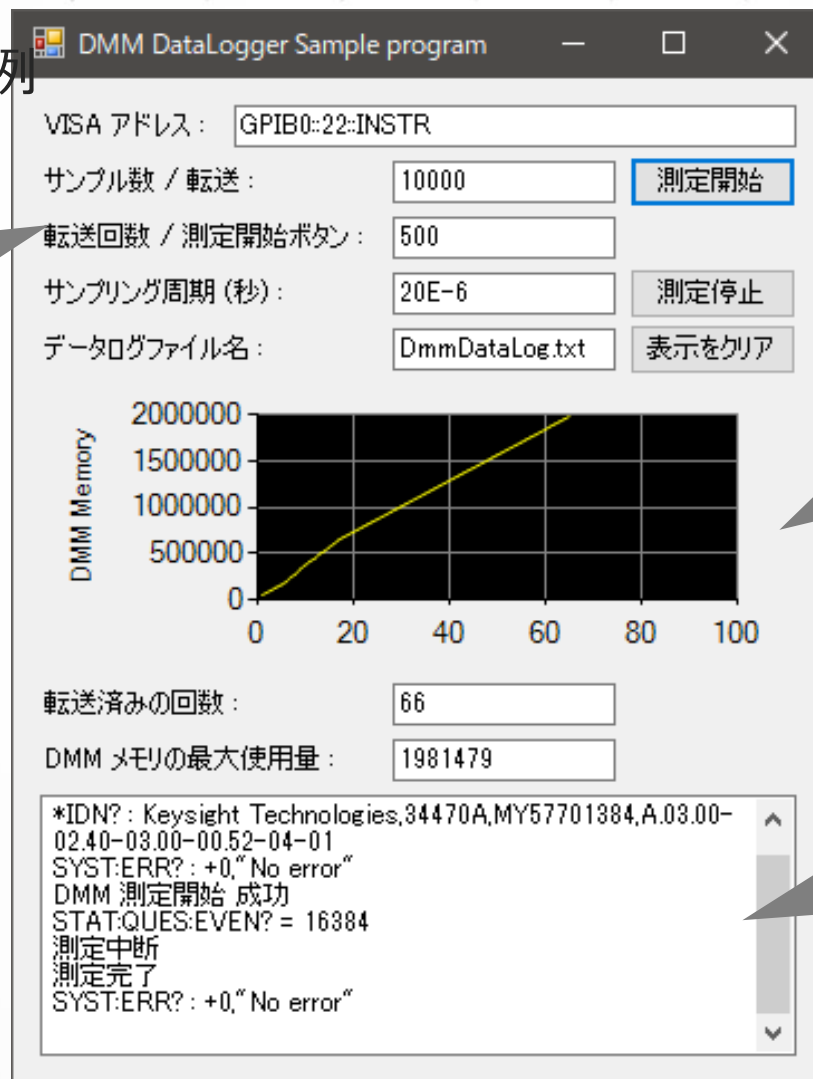 DMM DataLogger Sample program
列
VISA アドレス : GPIB0::22::INSTR
サンプル数 / 転送 : 10000 測定開始
転送回数 / 測定開始ボタン : 500
サンプリング周期 (秒) : 20E-6 測定停止
データログファイル名 : DmmDataLog.txt 表示をクリア
DMM Memory
2000000
1500000
1000000
500000
0
0 20 40 60 80 100
転送済みの回数 : 66
DMM メモリの最大使用量 : 1981479
*IDN? : Keysight Technologies,34470A,MY57701384,A.03.00-
02.40-03.00-00.52-04-01
SYST:ERR? : +0,"No error"
DMM 測定開始 成功
STAT:QUES:EVEN? = 16384
測定中断
測定完了
SYST:ERR? : +0,"No error"